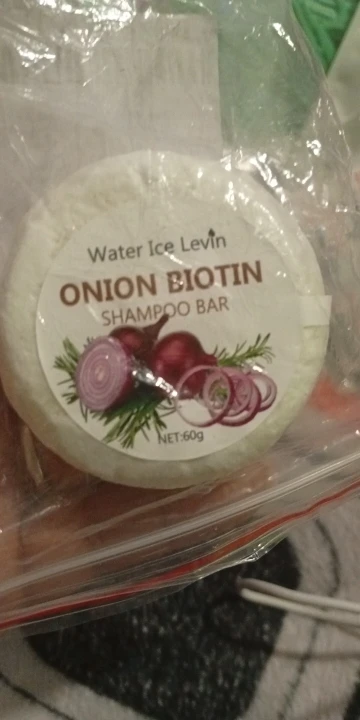 Water Ice Levin
ONION BIOTIN
SHAMPOO BAR
NET:60g